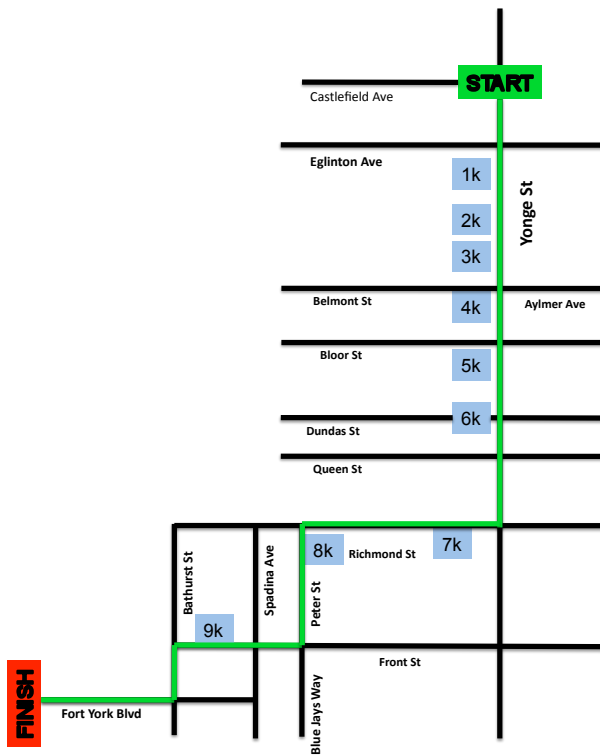 START
Castlefield Ave
Eglinton Ave
1k
Yonge St
2k
3k
Belmont St
4k
Aylmer Ave
Bloor St
5k
6k
Dundas St
Queen St
7k
8k
Richmond St
Bathurst St
Spadina Ave
Peter St
9k
Front St
Blue Jays Way
FINISH
Fort York Blvd